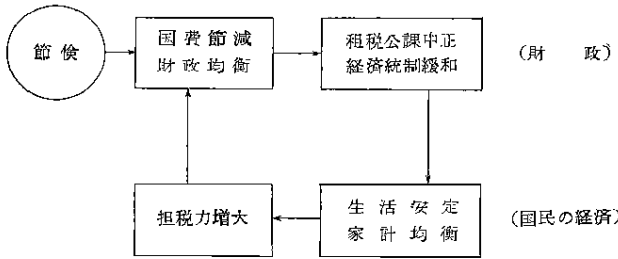 節検
国費節減
財政均衡
租税公課中正
経済統制緩和
(財 政)
担税力増大
生活安定
家計均衡
(国民の経済)